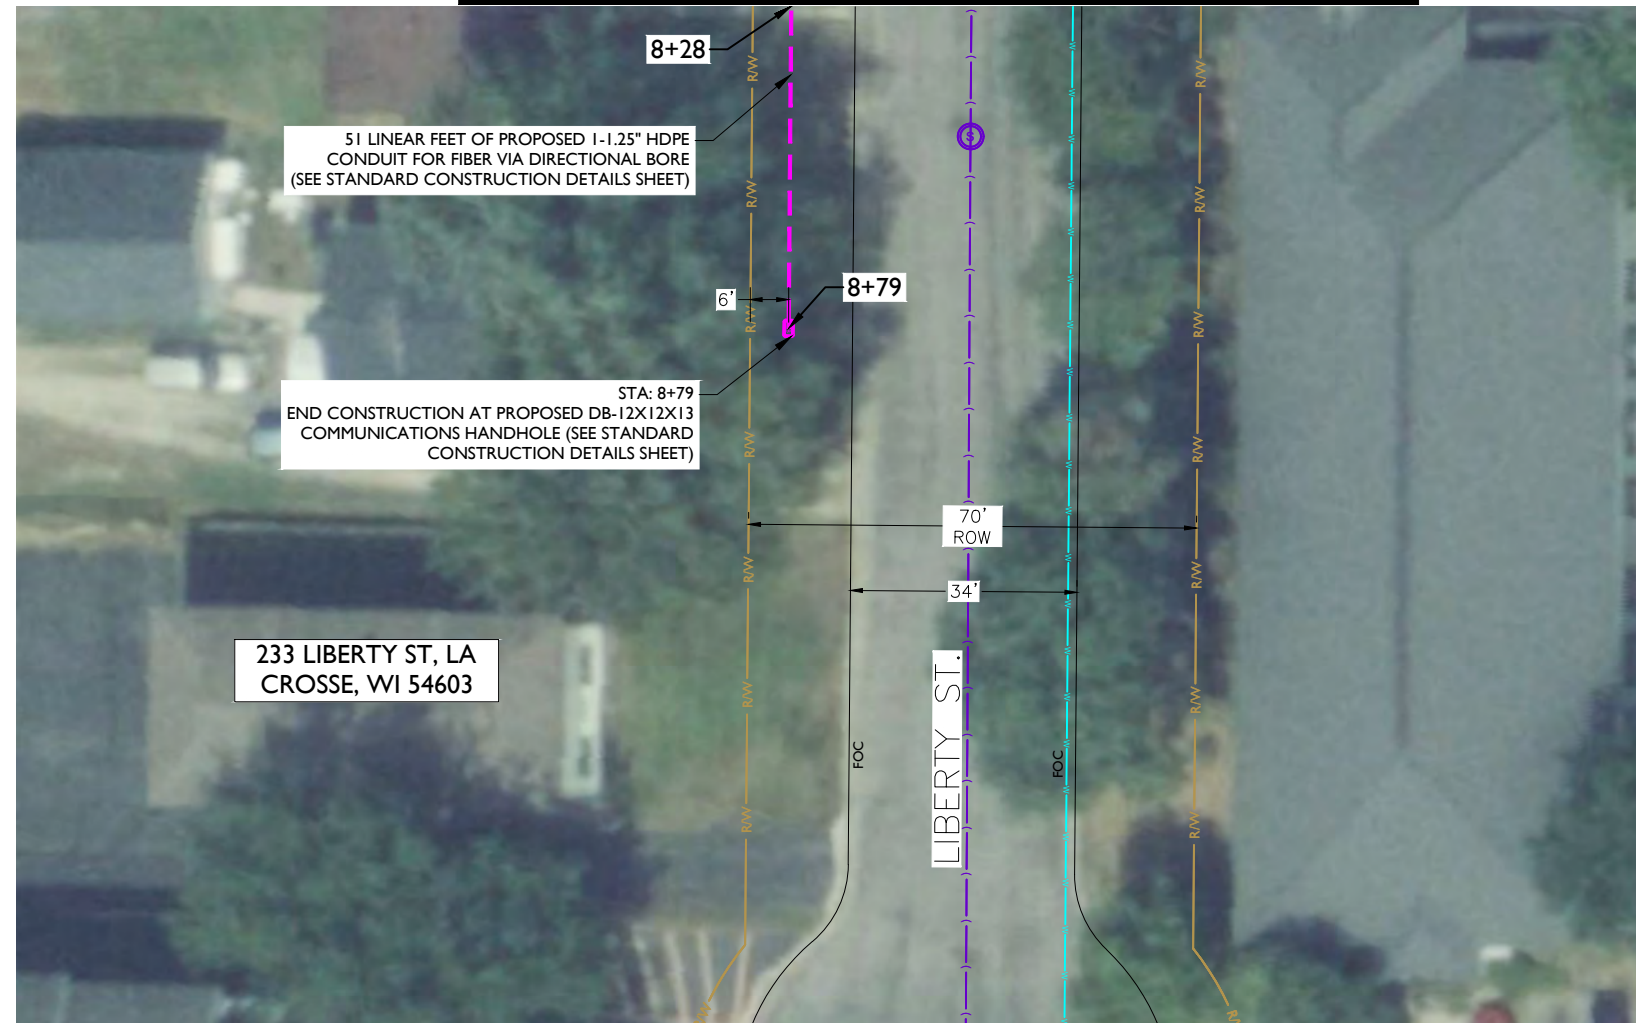 8+28
51 LINEAR FEET OF PROPOSED 1-1.25" HDPE
CONDUIT FOR FIBER VIA DIRECTIONAL BORE
(SEE STANDARD CONSTRUCTION DETAILS SHEET)
R/W
R/W
R/W
R/W
S
W
W
W
W
8+79
6'
R/W
STA: 8+79
END CONSTRUCTION AT PROPOSED DB-12X12X13
COMMUNICATIONS HANDHOLE (SEE STANDARD
CONSTRUCTION DETAILS SHEET)
R/W
R/W
R/W
70'
ROW
R/W
R/W
34'
233 LIBERTY ST, LA
CROSSE, WI 54603
R/W
R/W
LIBERTY ST.
FOC
FOC
R/W
R/W